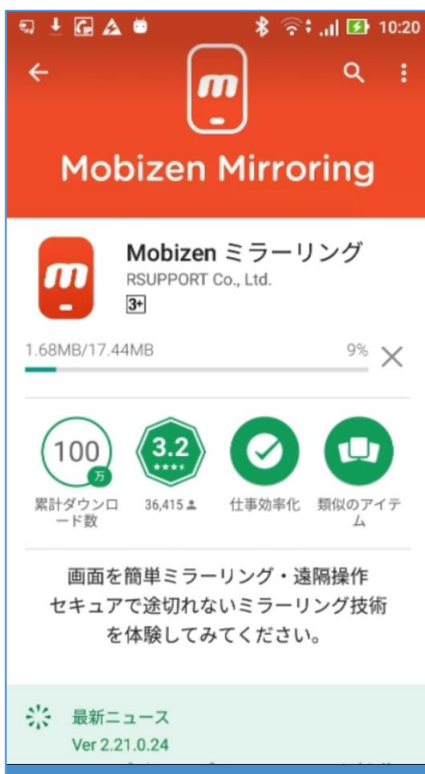 10:20
m
Mobizen Mirroring
m
Mobizen ミラーリング
RSUPPORT Co., Ltd.
3+
1.68MB/17.44MB
9%
100
万
累計ダウンロ
ード数
3.2
36,415
仕事効率化
類似のアイテ
ム
画面を簡単ミラーリング・遠隔操作
セキュアで途切れないミラーリング技術
を体験してみてください。
最新ニュース
Ver 2.21.0.24